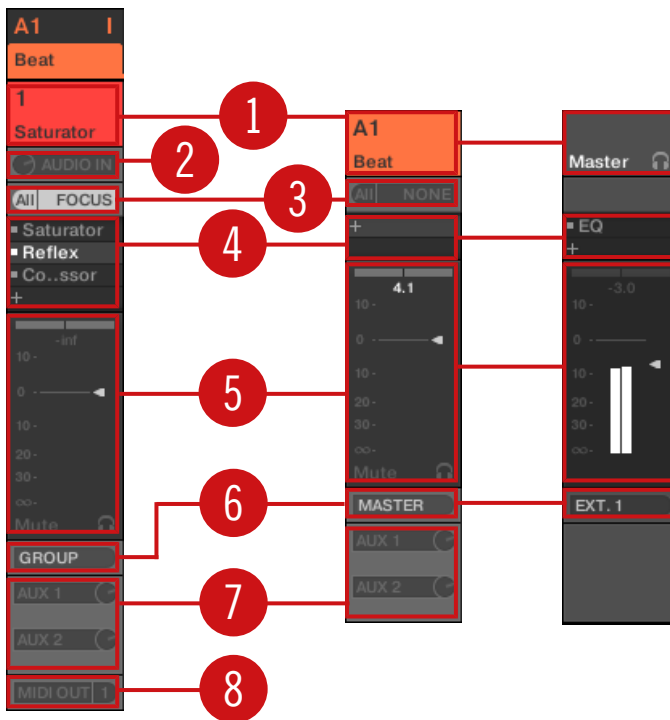 A1 I
Beat
1
Saturator
AUDIO IN
All FOCUS
Saturator
Reflex
Co..ssor
+
-inf
10 -
0 -
10 -
20 -
30 -
∞-
Mute
GROUP
AUX 1
AUX 2
MIDI OUT 1
1
2
3
4
5
6
7
8
A1
Beat
All NONE
+
4.1
10 -
0 -
10 -
20 -
30 -
∞-
Mute
MASTER
AUX 1
AUX 2
Master
EQ
+
-3.0
10 -
0 -
10 -
20 -
30 -
∞-
EXT. 1